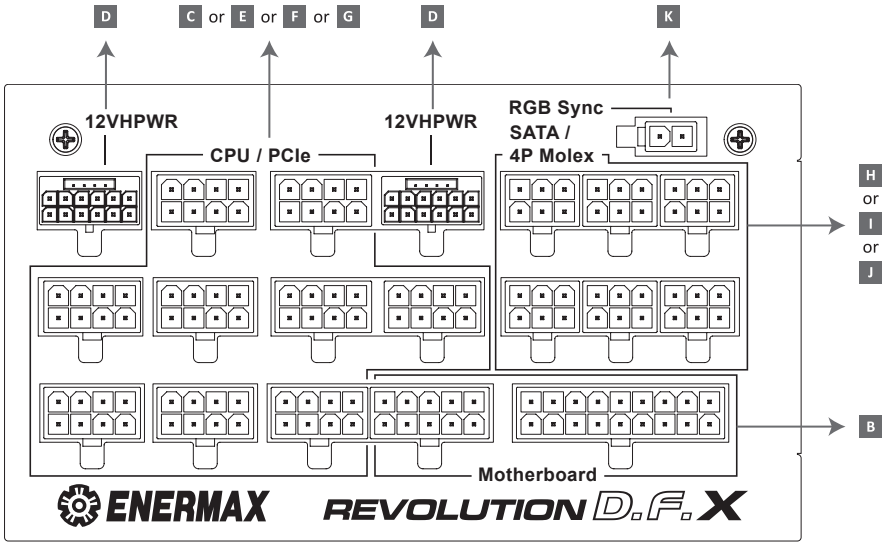 D
C or E or F or G
D
K
12VHPWR
12VHPWR
RGB Sync
SATA /
4P Molex
CPU / PCIe
H
or
I
or
J
B
Motherboard
ENERMAX
REVOLUTION D.F.X